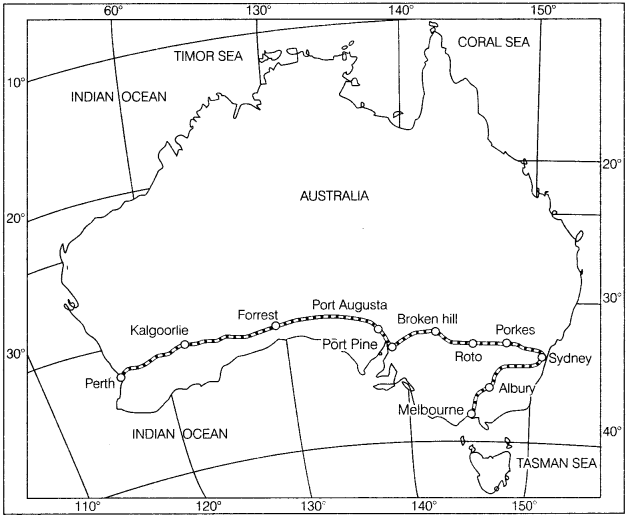 60°
130°
140°
150°
TIMOR SEA
CORAL SEA
10°
INDIAN OCEAN
20°
AUSTRALIA
20°
30°
Port Augusta
Forrest
Broken hill
Kalgoorlie
Porkes
Port Pine
Roto
Sydney
30°
Perth
Albury
Melbourne
INDIAN OCEAN
40°
TASMAN SEA
110°
120°
130°
140°
150°